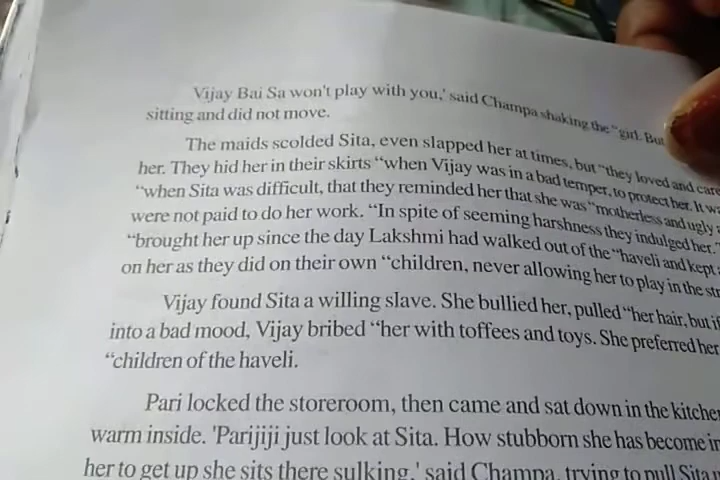 Vijay Bai Sa won't play with you,' said Champa shaking the "girl. But
sitting and did not move.
The maids scolded Sita, even slapped her at times, but "they loved and care
her. They hid her in their skirts "when Vijay was in a bad temper, to protect her. It wa
"when Sita was difficult, that they reminded her that she was "motherless and ugly a
were not paid to do her work. "In spite of seeming harshness they indulged her.
"brought her up since the day Lakshmi had walked out of the "haveli and kept a
on her as they did on their own "children, never allowing her to play in the str
Vijay found Sita a willing slave. She bullied her, pulled "her hair, but if
into a bad mood, Vijay bribed "her with toffees and toys. She preferred her
"children of the haveli.
Pari locked the storeroom, then came and sat down in the kitche
warm inside. 'Parijiji just look at Sita. How stubborn she has become in
her to get up she sits there sulking,' said Champa, trying to pull Sita